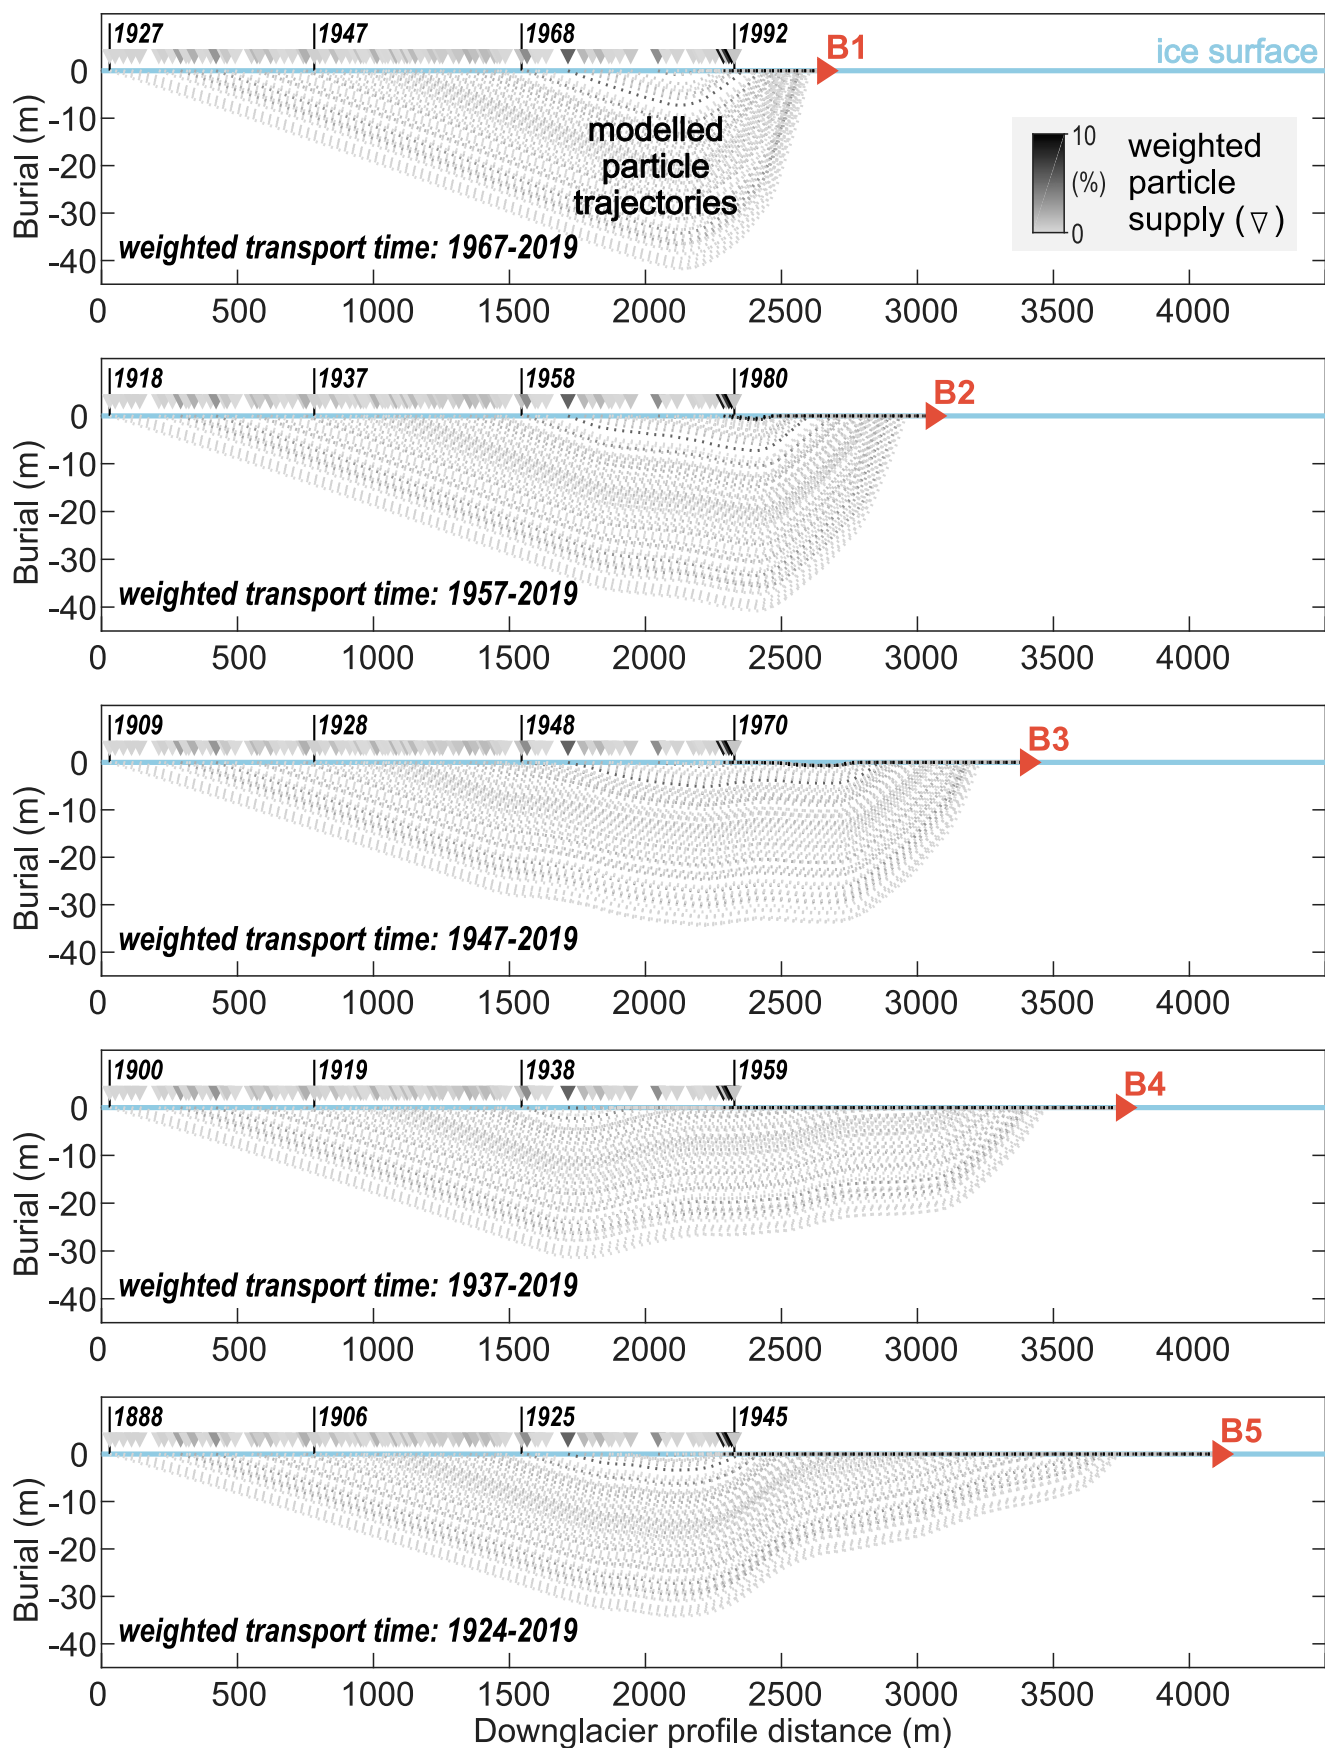 1927 1947 1968 1992 B1 ice surface
0
-10
-20
-30
-40
Burial (m)
modelled
particle
trajectories
10
(%)
0
weighted
particle
supply (▽)
weighted transport time: 1967-2019
0 500 1000 1500 2000 2500 3000 3500 4000
1918 1937 1958 1980 B2
0
-10
-20
-30
-40
Burial (m)
weighted transport time: 1957-2019
0 500 1000 1500 2000 2500 3000 3500 4000
1909 1928 1948 1970 B3
0
-10
-20
-30
-40
Burial (m)
weighted transport time: 1947-2019
0 500 1000 1500 2000 2500 3000 3500 4000
1900 1919 1938 1959 B4
0
-10
-20
-30
-40
Burial (m)
weighted transport time: 1937-2019
0 500 1000 1500 2000 2500 3000 3500 4000
1888 1906 1925 1945 B5
0
-10
-20
-30
-40
Burial (m)
weighted transport time: 1924-2019
0 500 1000 1500 2000 2500 3000 3500 4000
Downglacier profile distance (m)